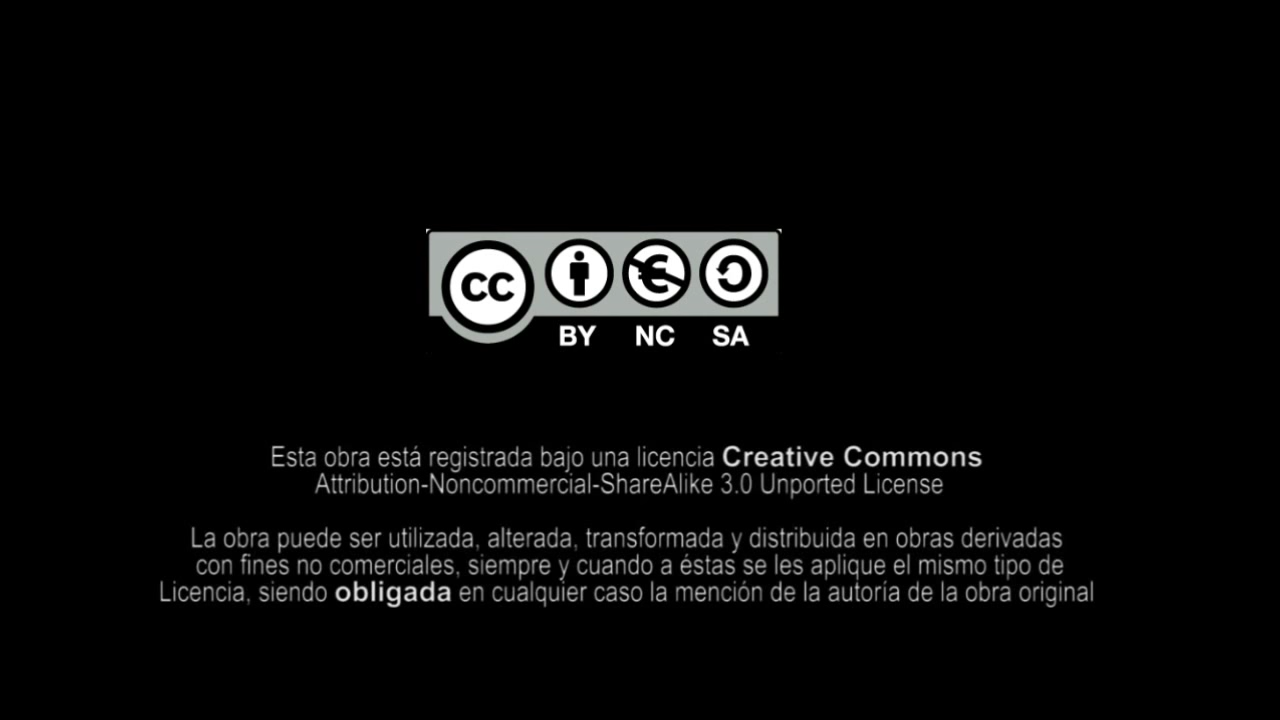 CC
BY NC SA
Esta obra está registrada bajo una licencia Creative Commons
Attribution-Noncommercial-ShareAlike 3.0 Unported License
La obra puede ser utilizada, alterada, transformada y distribuida en obras derivadas
con fines no comerciales, siempre y cuando a éstas se les aplique el mismo tipo de
Licencia, siendo obligada en cualquier caso la mención de la autoría de la obra original